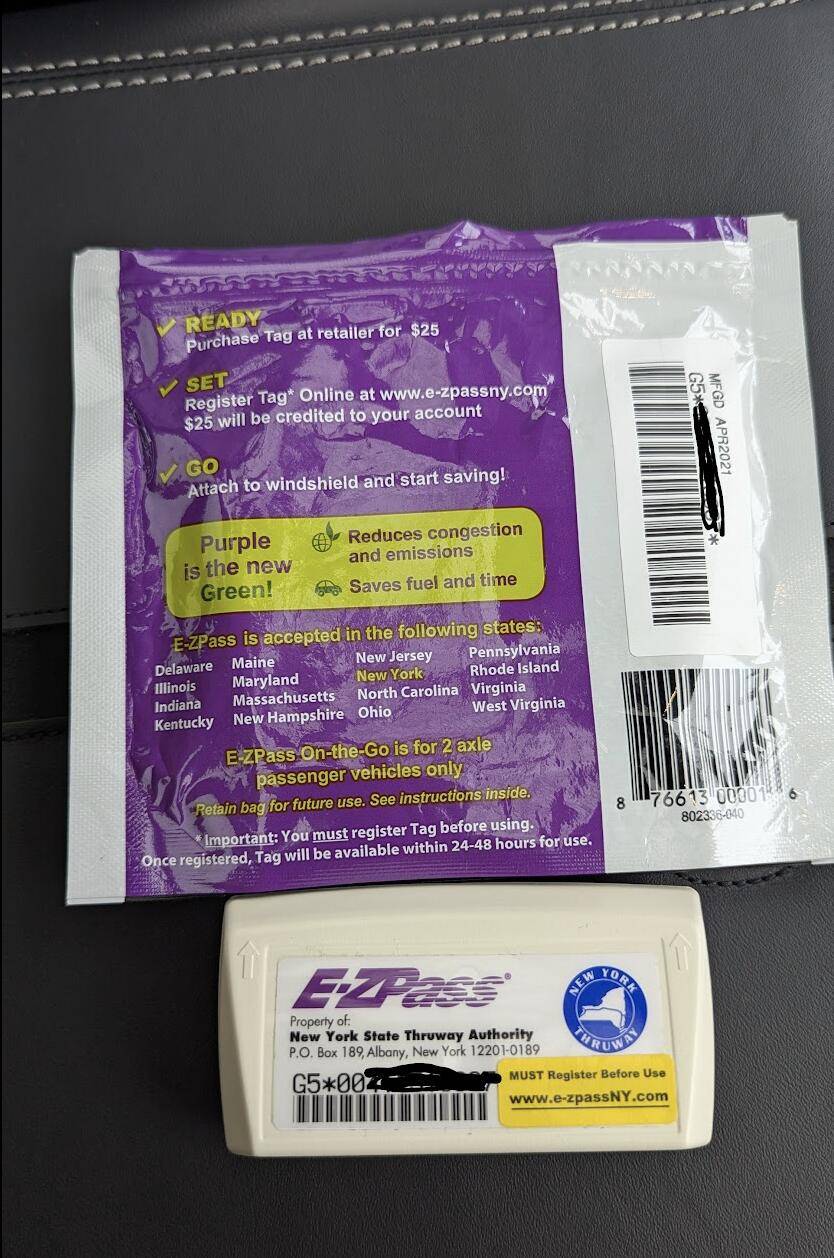 READY
Purchase Tag at retailer for $25
SET
Register Tag* Online at www.e-zpassny.com
$25 will be credited to your account
GO
Attach to windshield and start saving!
Purple
is the new
Green!
Reduces congestion
and emissions
Saves fuel and time
E-ZPass is accepted in the following states:
Delaware Maine New Jersey Pennsylvania
Illinois Maryland New York Rhode Island
Indiana Massachusetts North Carolina Virginia
Kentucky New Hampshire Ohio West Virginia
E-ZPass On-the-Go is for 2 axle
passenger vehicles only
Retain bag for future use. See instructions inside.
*Important: You must register Tag before using.
Once registered, Tag will be available within 24-48 hours for use.
MFGD APR2021
G5*
*
8 76613 00001 6
802336-040
E-ZPass®
Property of:
New York State Thruway Authority
P.O. Box 189, Albany, New York 12201-0189
G5*00
NEW YORK
THRUWAY
MUST Register Before Use
www.e-zpassNY.com